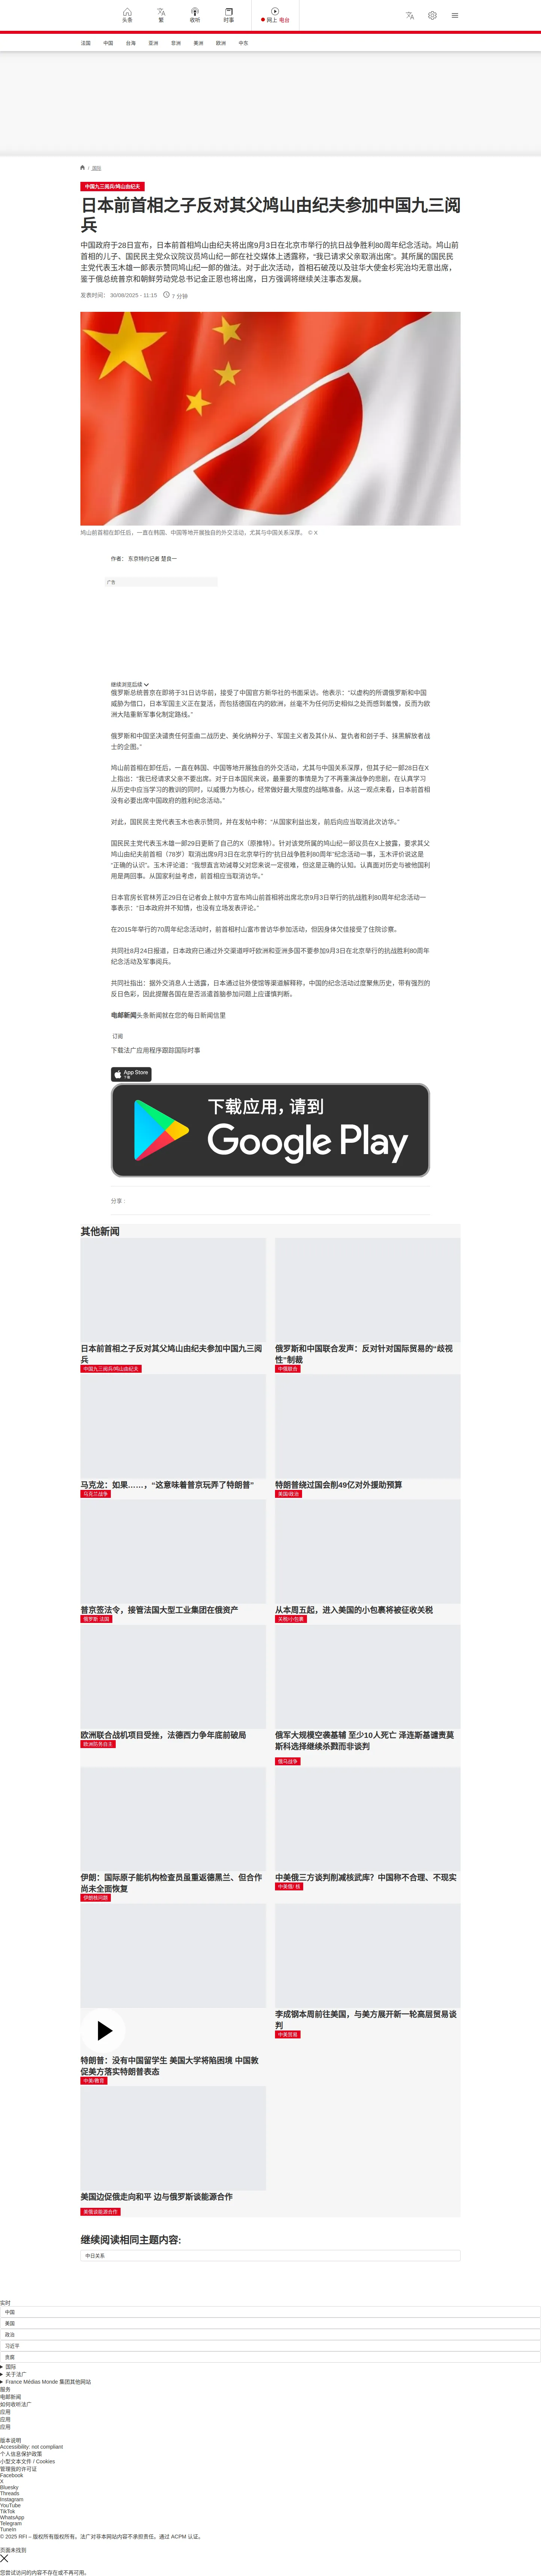 头条
繁
收听
时事
网上 电台
法国
中国
台海
亚洲
非洲
美洲
欧洲
中东
/ 国际
中国九三阅兵/鸠山由纪夫
日本前首相之子反对其父鸠山由纪夫参加中国九三阅
兵
中国政府于28日宣布，日本前首相鸠山由纪夫将出席9月3日在北京市举行的抗日战争胜利80周年纪念活动。鸠山前
首相的儿子、国民民主党众议院议员鸠山纪一郎在社交媒体上透露称，“我已请求父亲取消出席”。其所属的国民民
主党代表玉木雄一郎表示赞同鸠山纪一郎的做法。对于此次活动，首相石破茂以及驻华大使金杉宪治均无意出席，
鉴于俄总统普京和朝鲜劳动党总书记金正恩也将出席，日方强调将继续关注事态发展。
发表时间： 30/08/2025 - 11:15
7 分钟
鸠山前首相在卸任后，一直在韩国、中国等地开展独自的外交活动，尤其与中国关系深厚。 © X
作者： 东京特约记者 楚良一
广告
继续浏览后续
俄罗斯总统普京在即将于31日访华前，接受了中国官方新华社的书面采访。他表示：“以虚构的所谓俄罗斯和中国
威胁为借口，日本军国主义正在复活。而包括德国在内的欧洲，丝毫不为任何历史相似之处而感到羞愧，反而为欧
洲大陆重新军事化制定路线。”
俄罗斯和中国坚决谴责任何歪曲二战历史、美化纳粹分子、军国主义者及其仆从、复仇者和刽子手、抹黑解放者战
士的企图。”
鸠山前首相在卸任后，一直在韩国、中国等地开展独自的外交活动，尤其与中国关系深厚，但其子纪一郎28日在X
上指出：“我已经请求父亲不要出席。对于日本国民来说，最重要的事情是为了不再重演战争的悲剧，在认真学习
从历史中应当学习的教训的同时，以威慑力为核心，经常做好最大限度的战略准备。从这一观点来看，日本前首相
没有必要出席中国政府的胜利纪念活动。”
对此，国民民主党代表玉木也表示赞同，并在发帖中称：“从国家利益出发，前后向应当取消此次访华。”
国民民主党代表玉木雄一郎29日更新了自己的X（原推特）。针对该党所属的鸠山纪一郎议员在X上披露，要求其父
鸠山由纪夫前首相（78岁）取消出席9月3日在北京举行的“抗日战争胜利80周年”纪念活动一事，玉木评价说这是
“正确的认识”。玉木评论道：“我想直言劝诫尊父对您来说一定很难，但这是正确的知认。认真面对历史与被他国利
用是两回事。从国家利益考虑，前首相应当取消访华。”
日本官房长官林芳正29日在记者会上就中方宣布鸠山前首相将出席北京9月3日举行的抗战胜利80周年纪念活动一
事表示：“日本政府并不知情，也没有立场发表评论。”
在2015年举行的70周年纪念活动时，前首相村山富市曾访华参加活动，但因身体欠佳接受了住院诊察。
共同社8月24日报道，日本政府已通过外交渠道呼吁欧洲和亚洲多国不要参加9月3日在北京举行的抗战胜利80周年
纪念活动及军事阅兵。
共同社指出：据外交消息人士透露，日本通过驻外使馆等渠道解释称，中国的纪念活动过度聚焦历史，带有强烈的
反日色彩，因此提醒各国在是否派遣首脑参加问题上应谨慎判断。
电邮新闻头条新闻就在您的每日新闻信里
订阅
下载法广应用程序跟踪国际时事
App Store
下载应用，请到
Google Play
分享 :
其他新闻
日本前首相之子反对其父鸠山由纪夫参加中国九三阅
兵
中国九三阅兵/鸠山由纪夫
俄罗斯和中国联合发声：反对针对国际贸易的“歧视
性”制裁
中俄联合
马克龙：如果……，“这意味着普京玩弄了特朗普”
马克兰战争
特朗普绕过国会削49亿对外援助预算
美国/政治
普京签法令，接管法国大型工业集团在俄资产
俄罗斯 法国
从本周五起，进入美国的小包裹将被征收关税
关税/小包裹
欧洲联合战机项目受挫，法德西力争年底前破局
欧洲防务自主
俄军大规模空袭基辅 至少10人死亡 泽连斯基谴责莫
斯科选择继续杀戮而非谈判
俄乌战争
伊朗：国际原子能机构检查员虽重返德黑兰、但合作
尚未全面恢复
伊朗核问题
中美俄三方谈判削减核武库？中国称不合理、不现实
中美俄/ 核
特朗普：没有中国留学生 美国大学将陷困境 中国敦
促美方落实特朗普表态
中美/教育
李成钢本周前往美国，与美方展开新一轮高层贸易谈
判
中美贸易
美国边促俄走向和平 边与俄罗斯谈能源合作
美俄谈能源合作
继续阅读相同主题内容:
中日关系
实时
中国
美国
政治
习近平
贪腐
国际
关于法广
France Médias Monde 集团其他网站
服务
电邮新闻
如何收听法广
应用
应用
应用
版本说明
Accessibility: not compliant
个人信息保护政策
小型文本文件 / Cookies
管理我的许可证
Facebook
X
Bluesky
Threads
Instagram
YouTube
TikTok
WhatsApp
Telegram
TuneIn
© 2025 RFI – 版权所有版权所有。法广对非本网站内容不承担责任。通过 ACPM 认证。
页面未找到
您尝试访问的内容不存在或不再可用。